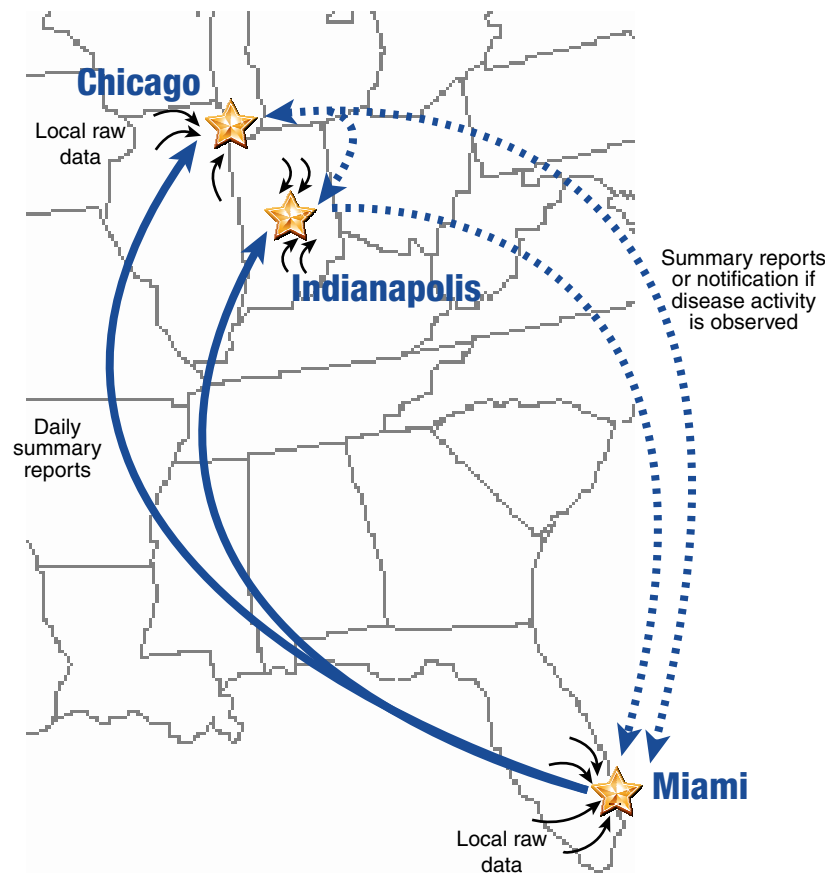 Chicago
Local raw
data
Indianapolis
Summary reports
or notification if
disease activity
is observed
Daily
summary
reports
Miami
Local raw
data